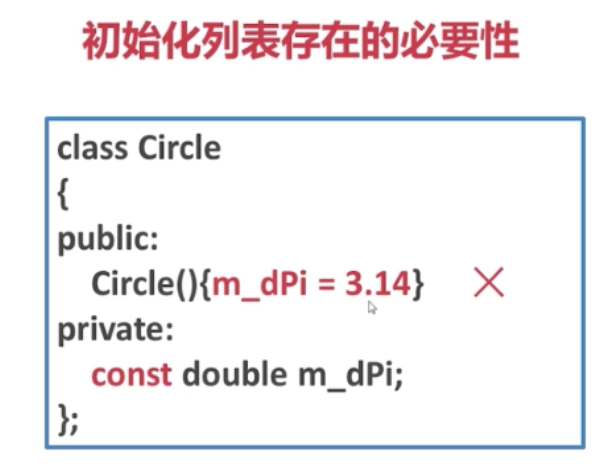 初始化列表存在的必要性
class Circle
{
public:
Circle(){m_dPi = 3.14}
private:
const double m_dPi;
};